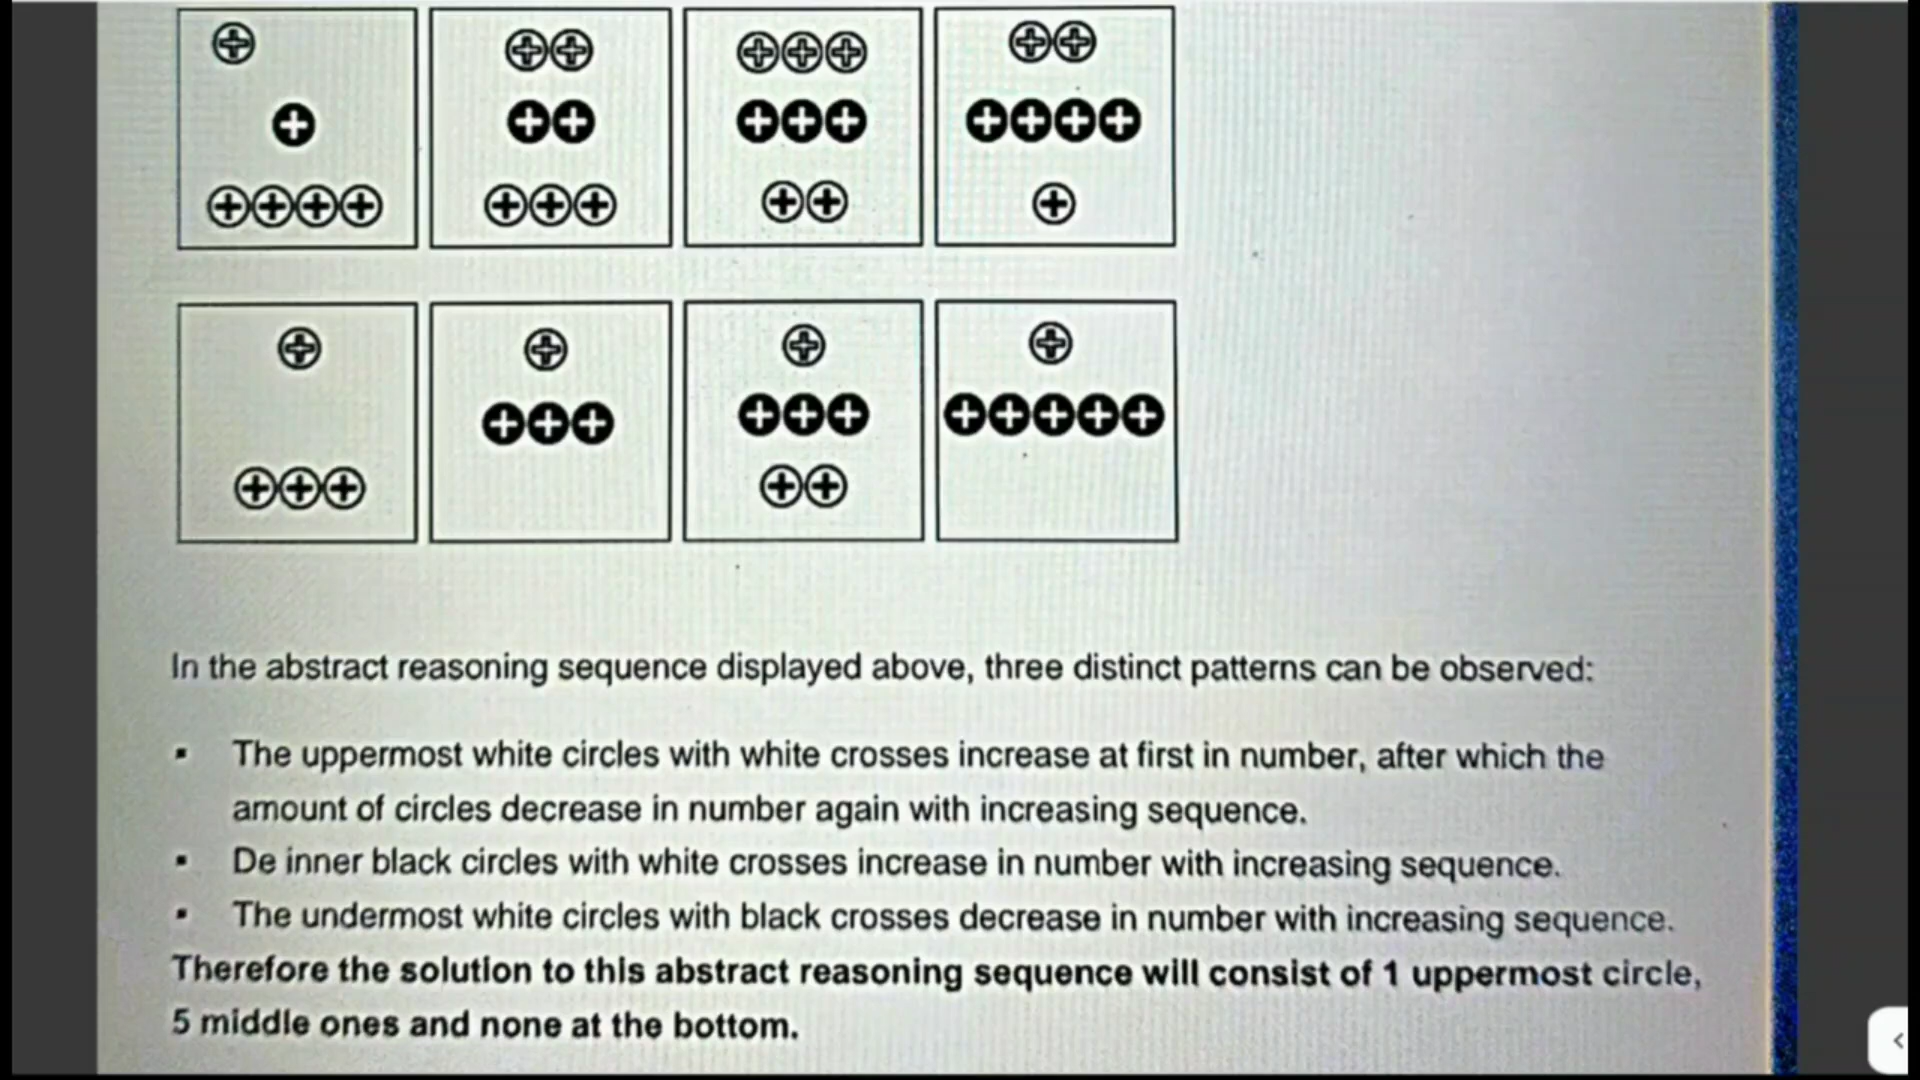 In the abstract reasoning sequence displayed above, three distinct patterns can be observed:
▪ The uppermost white circles with white crosses increase at first in number, after which the
amount of circles decrease in number again with increasing sequence.
▪ De inner black circles with white crosses increase in number with increasing sequence.
▪ The undermost white circles with black crosses decrease in number with increasing sequence.
Therefore the solution to this abstract reasoning sequence will consist of 1 uppermost circle,
5 middle ones and none at the bottom.